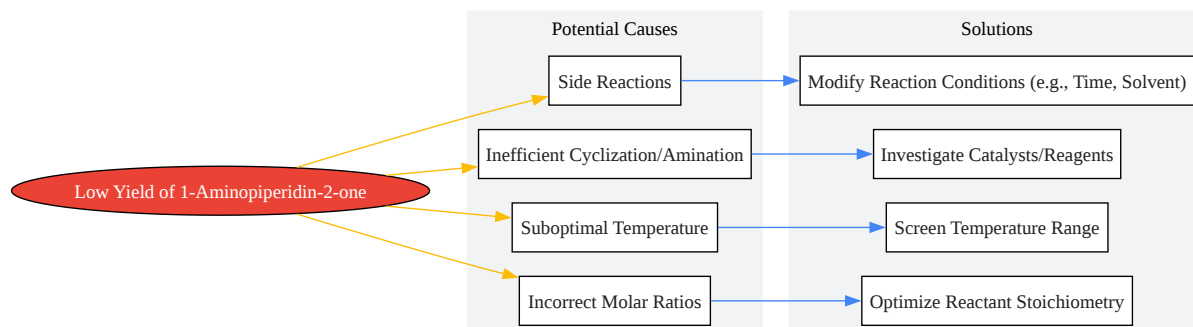 Potential Causes
Solutions
Side Reactions
Modify Reaction Conditions (e.g., Time, Solvent)
Inefficient Cyclization/Amination
Investigate Catalysts/Reagents
Low Yield of 1-Aminopiperidin-2-one
Suboptimal Temperature
Screen Temperature Range
Incorrect Molar Ratios
Optimize Reactant Stoichiometry